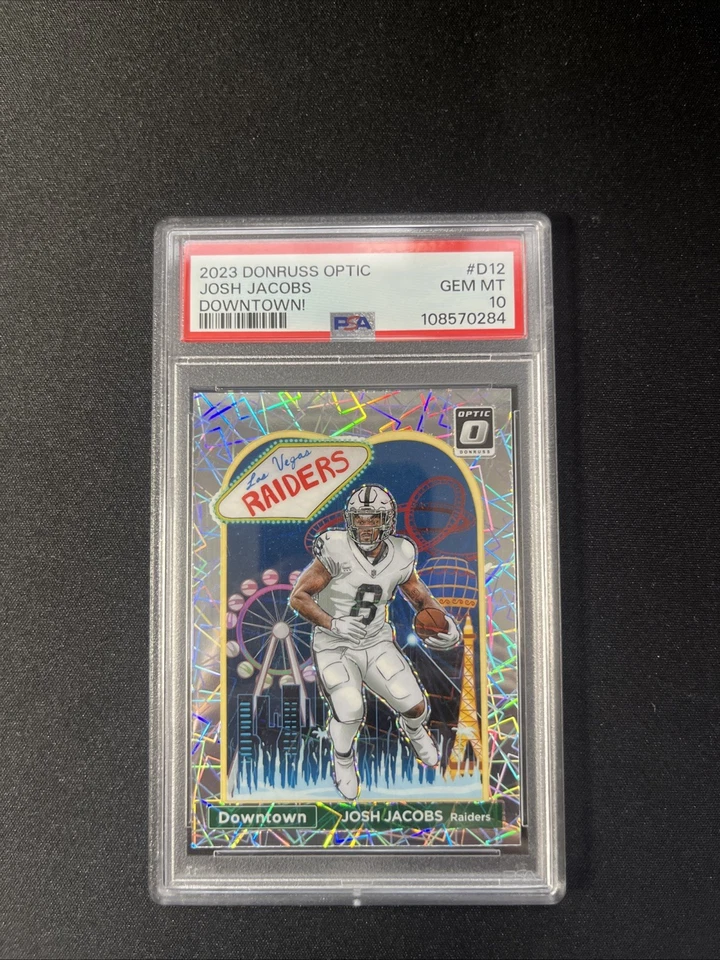 2023 DONRUSS OPTIC #D12
JOSH JACOBS GEM MT
DOWNTOWN! 10
PSA 108570284
OPTIC
O
DONRUSS
Las Vegas
RAIDERS
8
8
Downtown JOSH JACOBS Raiders